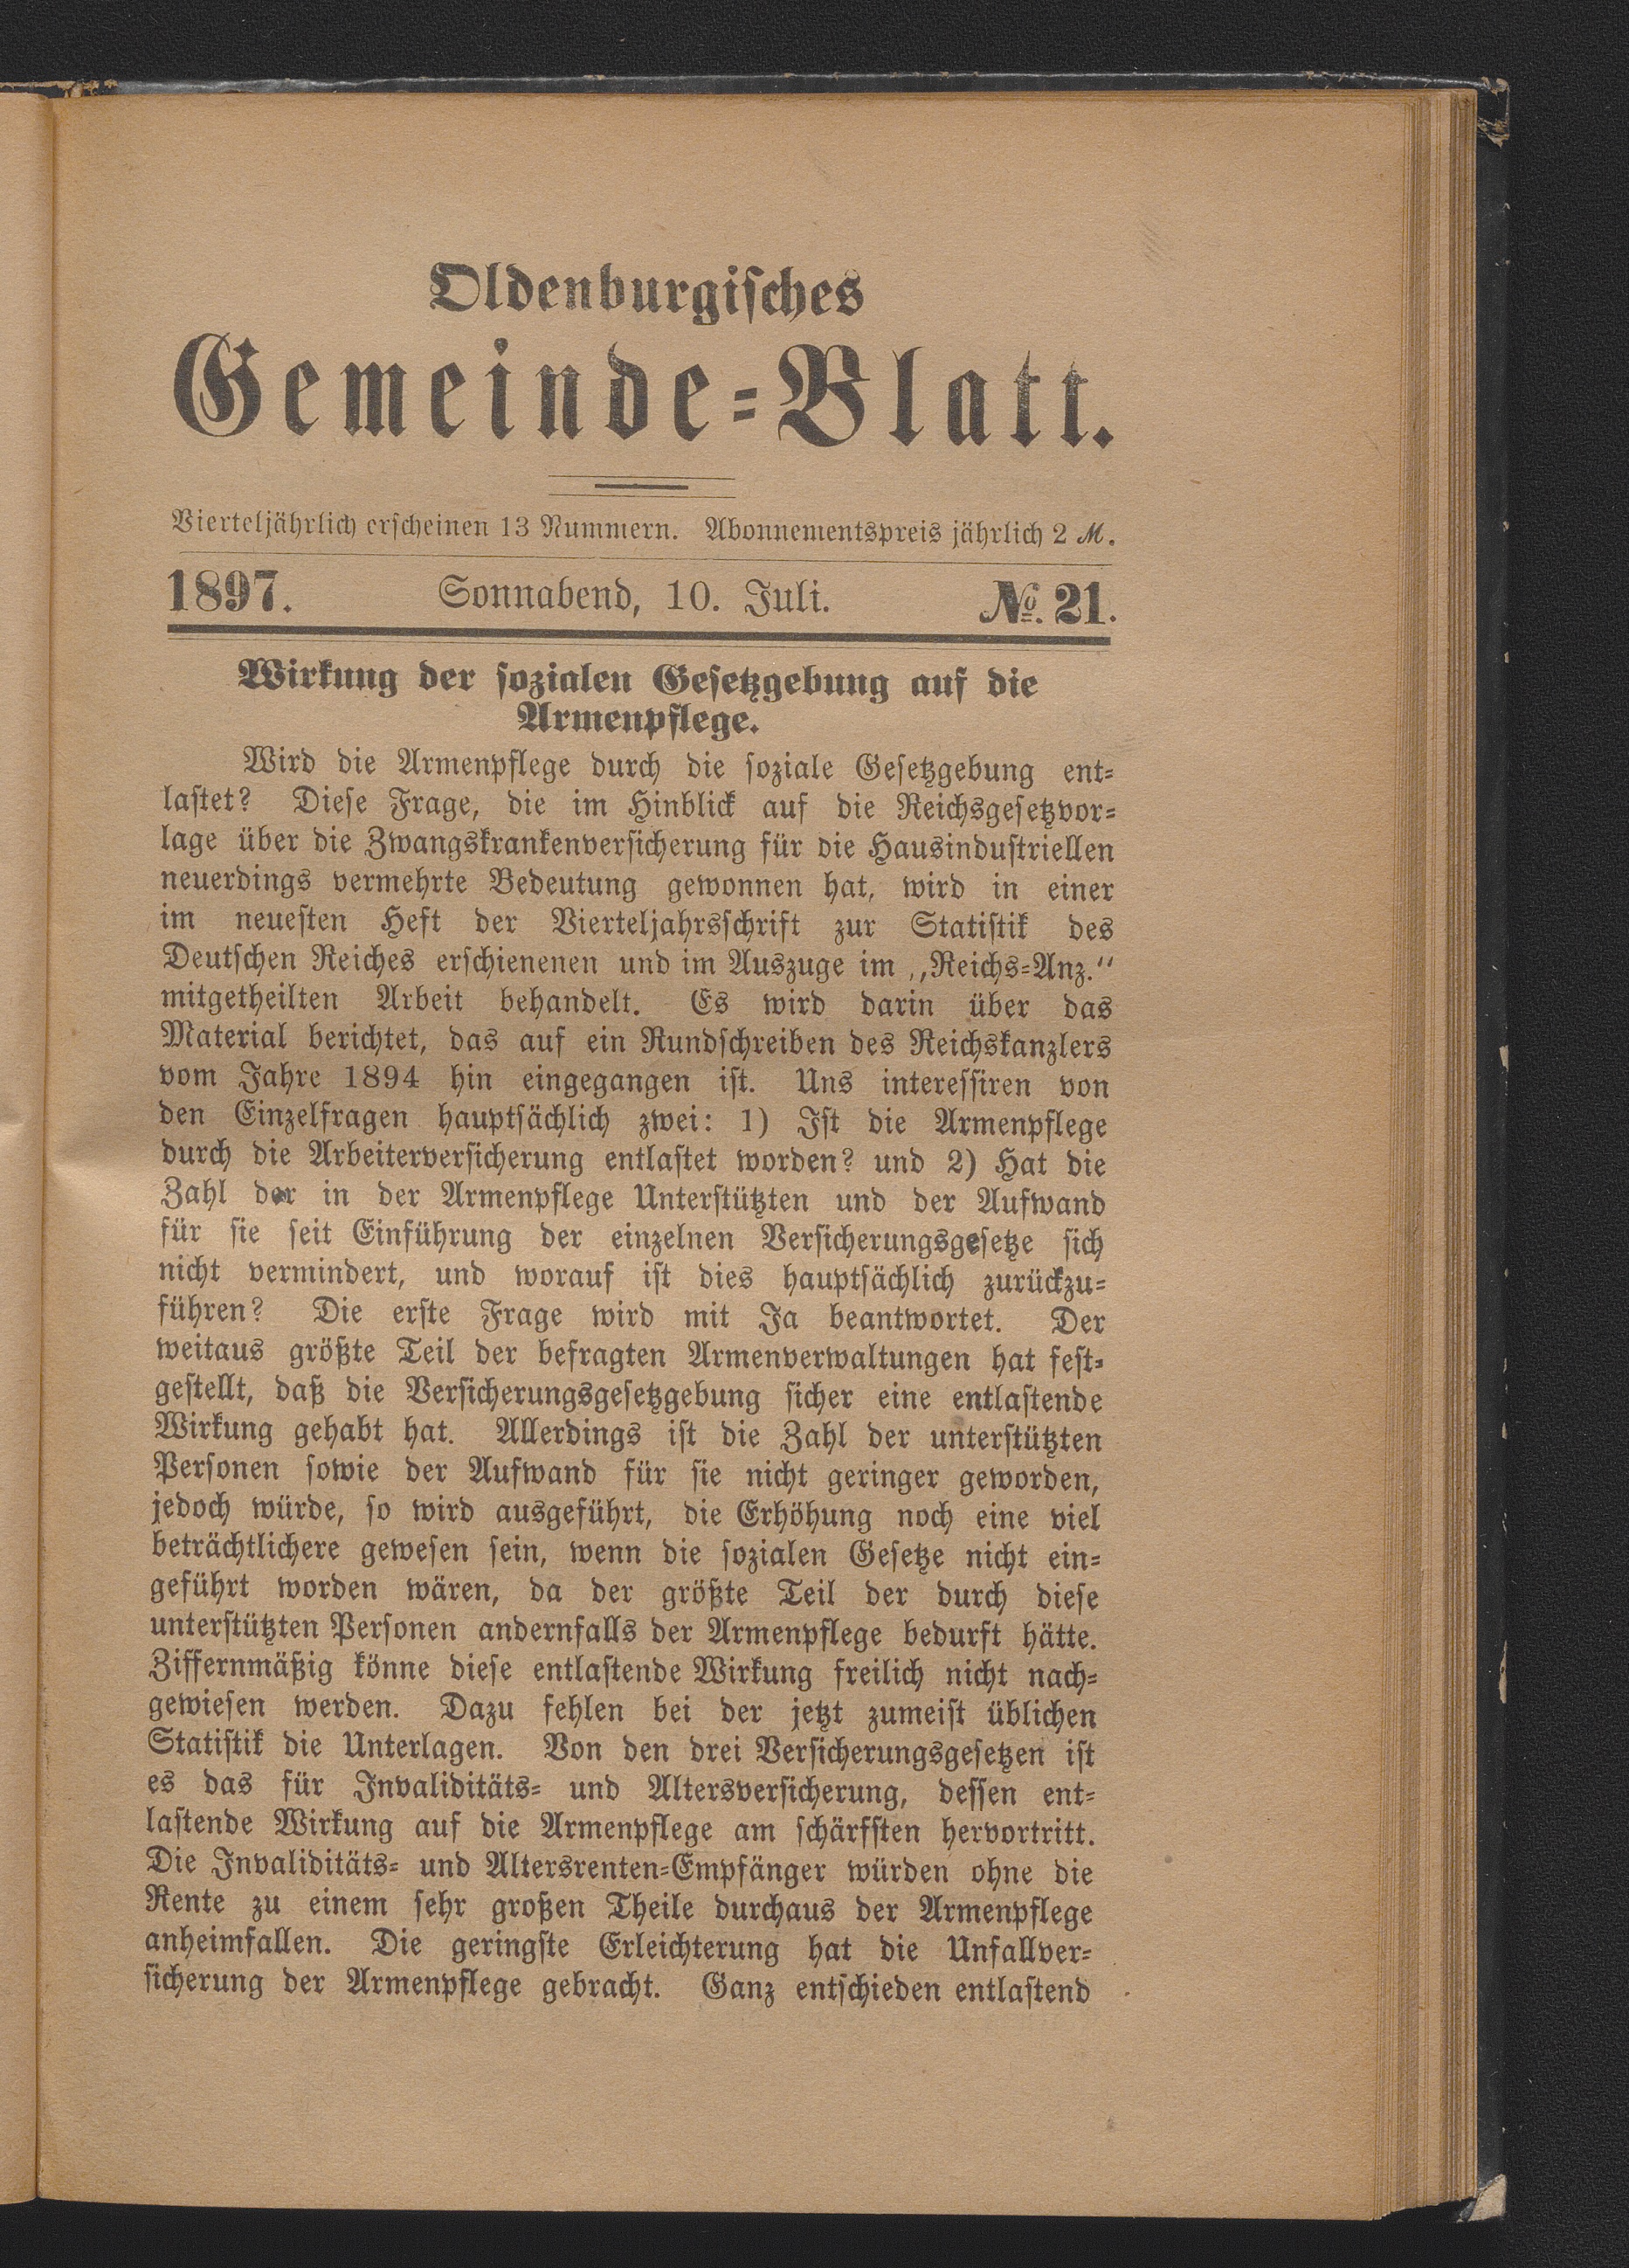 Oldenburgisches
Gemeinde-Blatt.
Vierteljährlich erscheinen 13 Nummern. Abonnementspreis jährlich 2 M.
1897. Sonnabend, 10. Juli. No. 21.
Wirkung der sozialen Gesetzgebung auf die
Armenpflege.
Wird die Armenpflege durch die soziale Gesetzgebung ent-
lastet? Diese Frage, die im Hinblick auf die Reichsgesetzvor-
lage über die Zwangskrankenversicherung für die Hausindustriellen
neuerdings vermehrte Bedeutung gewonnen hat, wird in einer
im neuesten Heft der Vierteljahrsschrift zur Statistik des
Deutschen Reiches erschienenen und im Auszuge im „Reichs-Anz.“
mitgetheilten Arbeit behandelt. Es wird darin über das
Material berichtet, das auf ein Rundschreiben des Reichskanzlers
vom Jahre 1894 hin eingegangen ist. Uns interessiren von
den Einzelfragen hauptsächlich zwei: 1) Ist die Armenpflege
durch die Arbeiterversicherung entlastet worden? und 2) Hat die
Zahl der in der Armenpflege Unterstützten und der Aufwand
für sie seit Einführung der einzelnen Versicherungsgesetze sich
nicht vermindert, und worauf ist dies hauptsächlich zurückzu-
führen? Die erste Frage wird mit Ja beantwortet. Der
weitaus größte Teil der befragten Armenverwaltungen hat fest-
gestellt, daß die Versicherungsgesetzgebung sicher eine entlastende
Wirkung gehabt hat. Allerdings ist die Zahl der unterstützten
Personen sowie der Aufwand für sie nicht geringer geworden,
jedoch würde, so wird ausgeführt, die Erhöhung noch eine viel
beträchtlichere gewesen sein, wenn die sozialen Gesetze nicht ein-
geführt worden wären, da der größte Teil der durch diese
unterstützten Personen andernfalls der Armenpflege bedurft hätte.
Ziffernmäßig könne diese entlastende Wirkung freilich nicht nach-
gewiesen werden. Dazu fehlen bei der jetzt zumeist üblichen
Statistik die Unterlagen. Von den drei Versicherungsgesetzen ist
es das für Invaliditäts- und Altersversicherung, dessen ent-
lastende Wirkung auf die Armenpflege am schärfsten hervortritt.
Die Invaliditäts- und Altersrenten-Empfänger würden ohne die
Rente zu einem sehr großen Theile durchaus der Armenpflege
anheimfallen. Die geringste Erleichterung hat die Unfallver-
sicherung der Armenpflege gebracht. Ganz entschieden entlastend